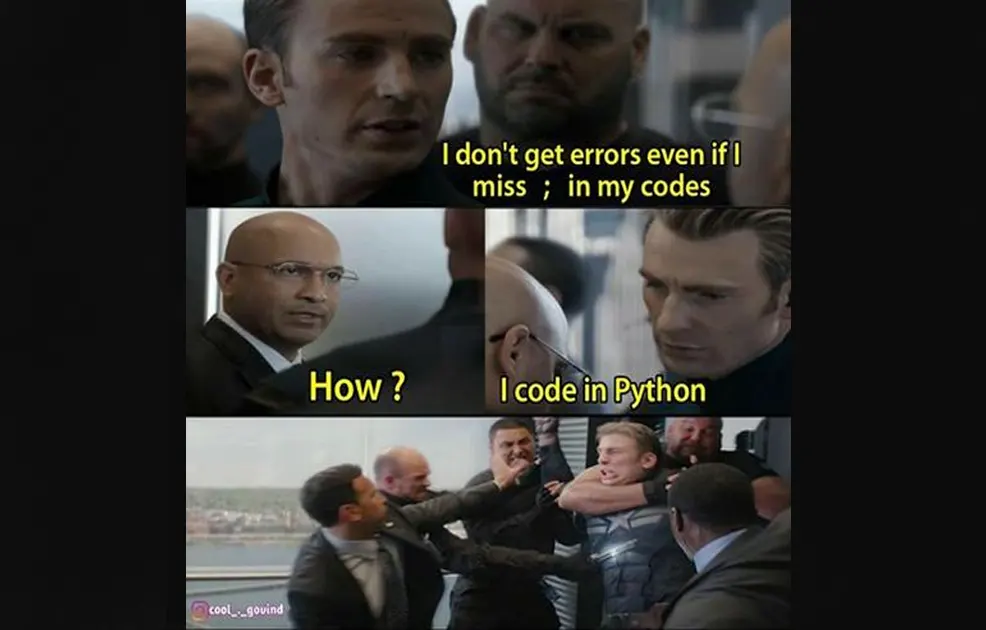 I don't get errors even if I
miss ; in my codes
How ?
I code in Python
cool_._govind